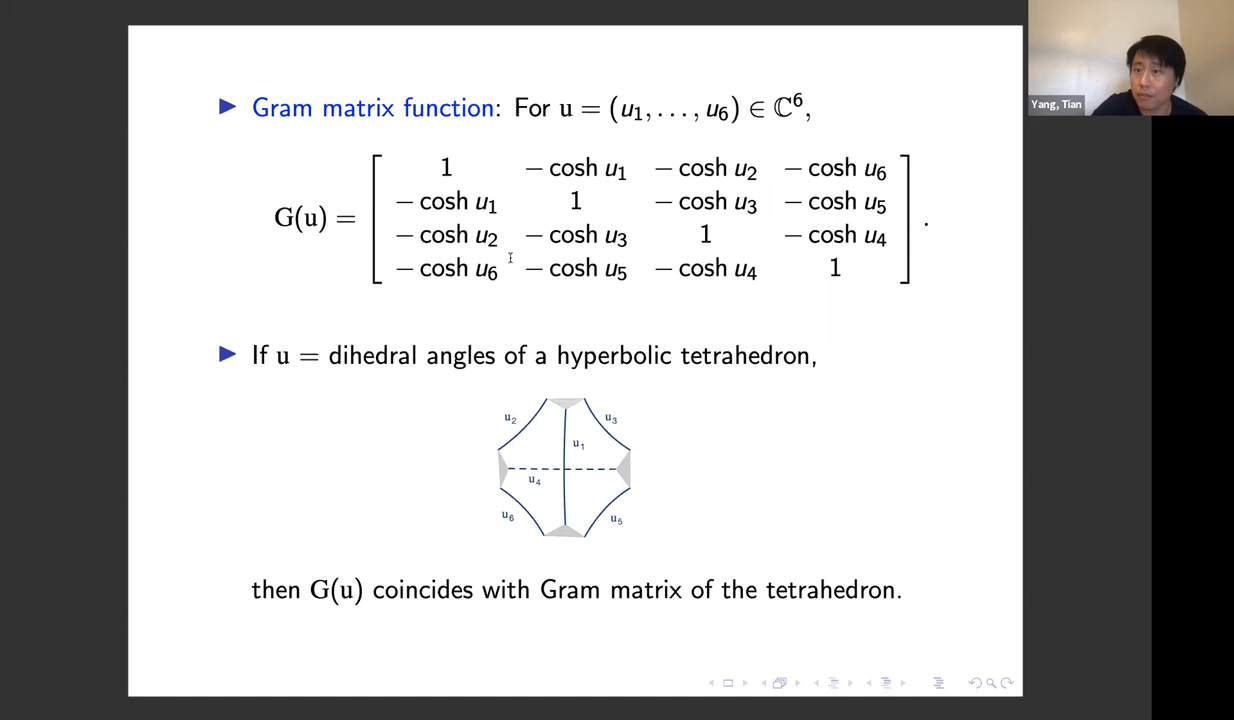 ▶ Gram matrix function: For u = (u₁, . . . , u₆) ∈ ℂ⁶,
1 − cosh u₁ − cosh u₂ − cosh u₆
− cosh u₁ 1 − cosh u₃ − cosh u₅
G(u) =
− cosh u₂ − cosh u₃ 1 − cosh u₄
− cosh u₆ − cosh u₅ − cosh u₄ 1
.
▶ If u = dihedral angles of a hyperbolic tetrahedron,
u₂
u₃
u₁
u₄
u₆
u₅
then G(u) coincides with Gram matrix of the tetrahedron.
Yang, Tian